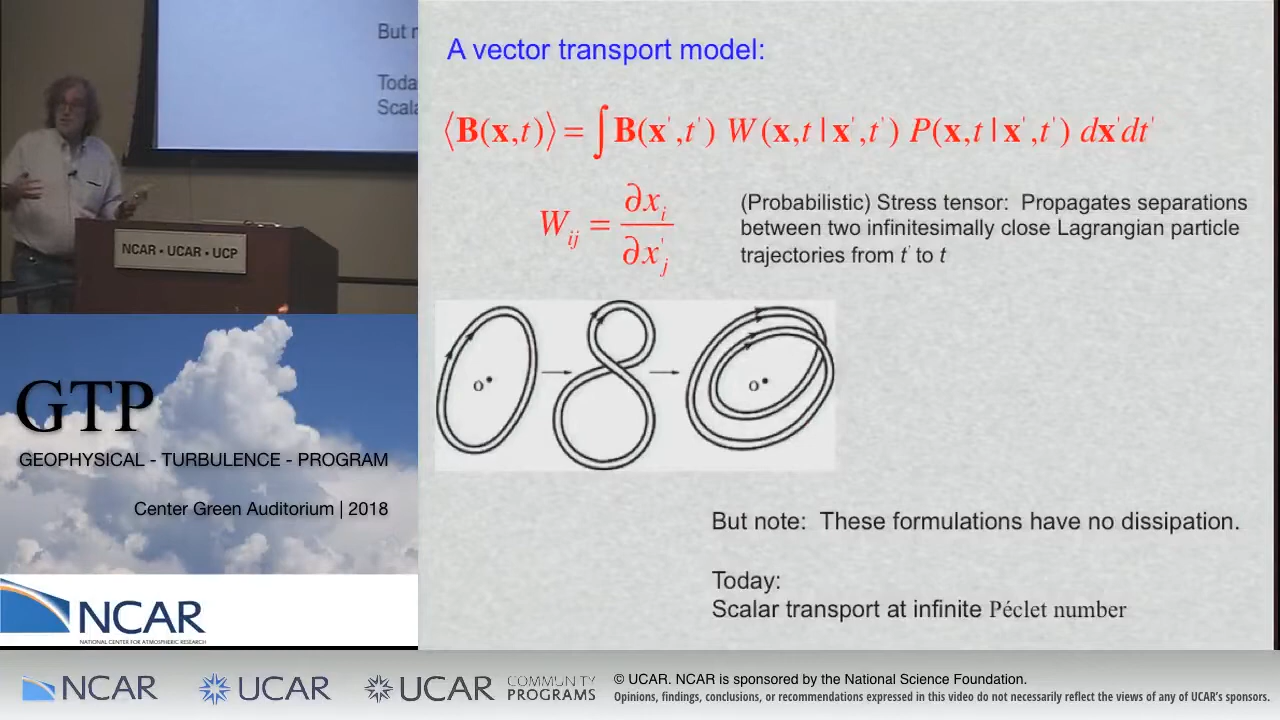 But n
Toda
Scala
NCAR • UCAR • UCP
GTP
GEOPHYSICAL - TURBULENCE - PROGRAM
Center Green Auditorium | 2018
NCAR
NATIONAL CENTER FOR ATMOSPHERIC RESEARCH
A vector transport model:
⟨B(x,t)⟩ = ∫ B(x',t') W(x,t | x',t') P(x,t | x',t') dx'dt'
W_ij = ∂x_i / ∂x'_j
(Probabilistic) Stress tensor: Propagates separations
between two infinitesimally close Lagrangian particle
trajectories from t' to t
o
o
But note: These formulations have no dissipation.
Today:
Scalar transport at infinite Péclet number
NCAR
UCAR
UCAR
COMMUNITY
PROGRAMS
© UCAR. NCAR is sponsored by the National Science Foundation.
Opinions, findings, conclusions, or recommendations expressed in this video do not necessarily reflect the views of any of UCAR's sponsors.